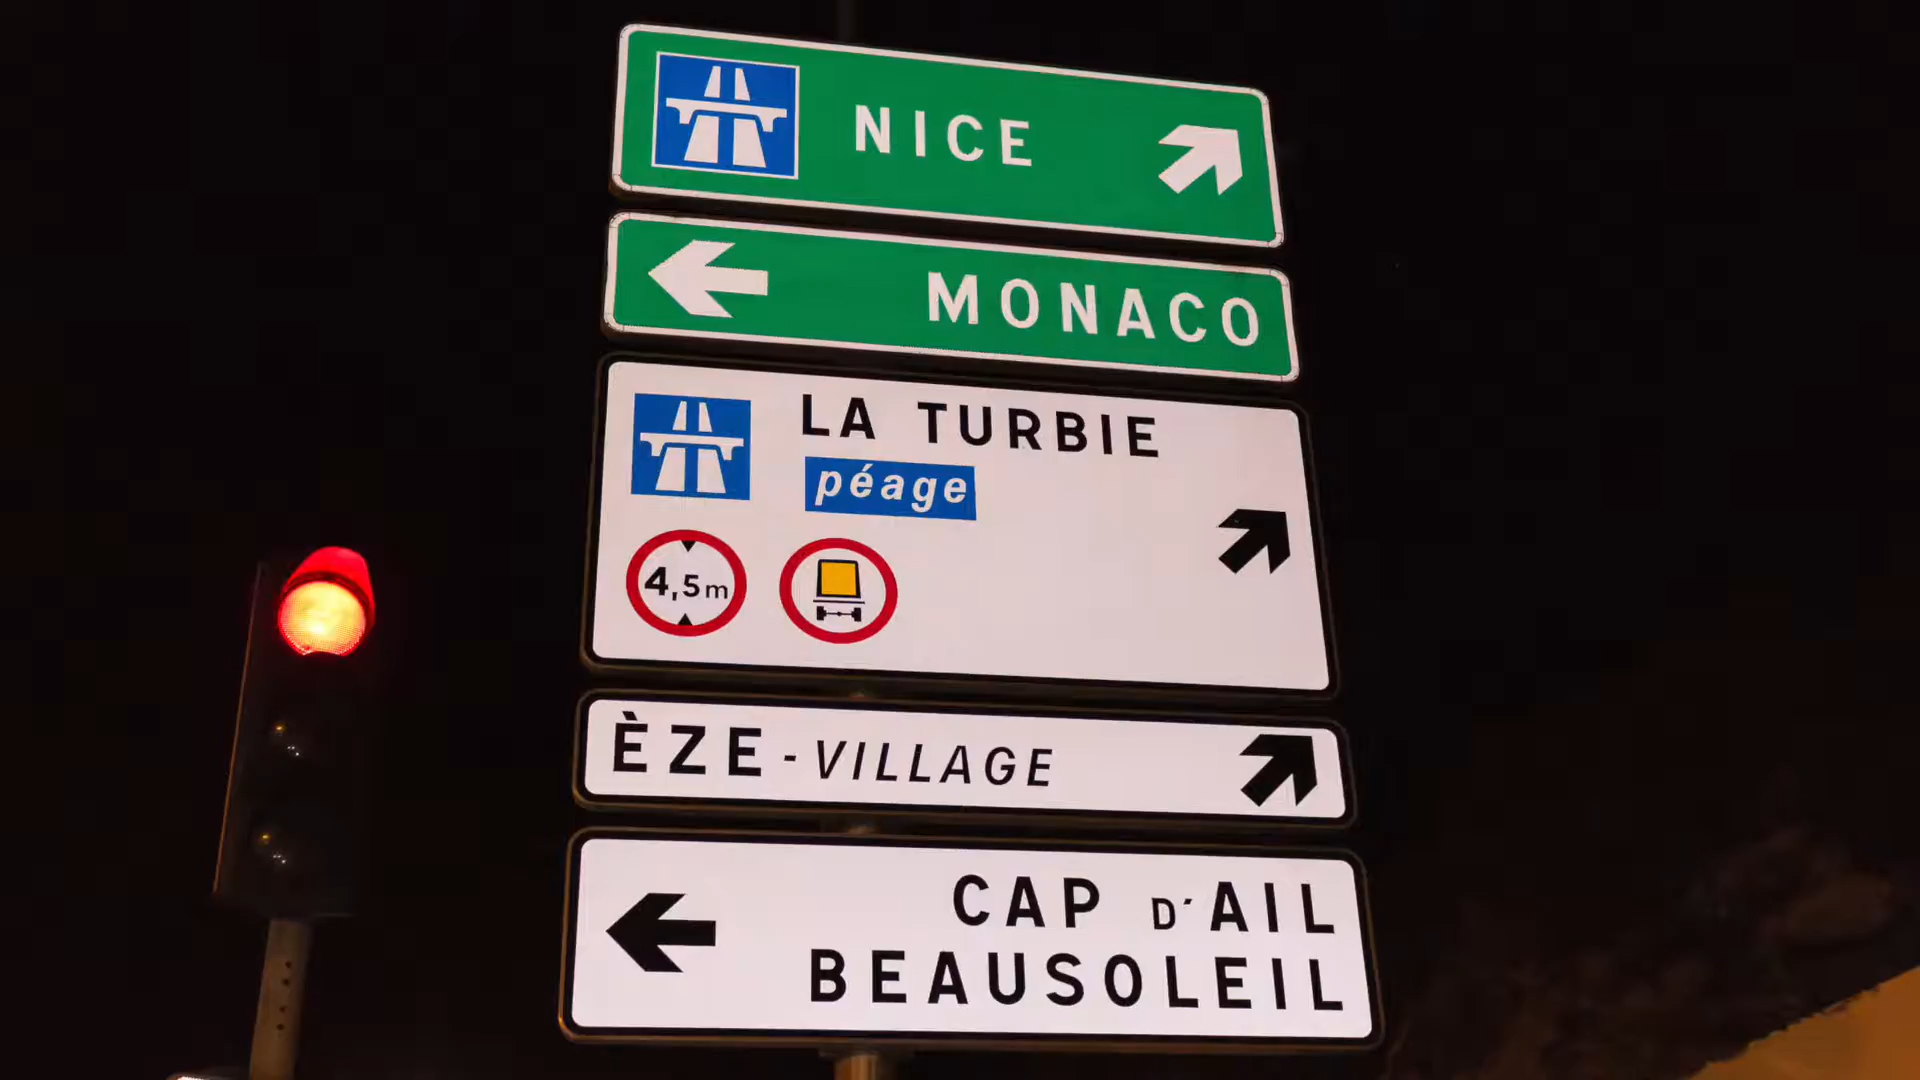 NICE
MONACO
LA TURBIE
péage
4,5m
ÈZE-VILLAGE
CAP D'AIL
BEAUSOLEIL